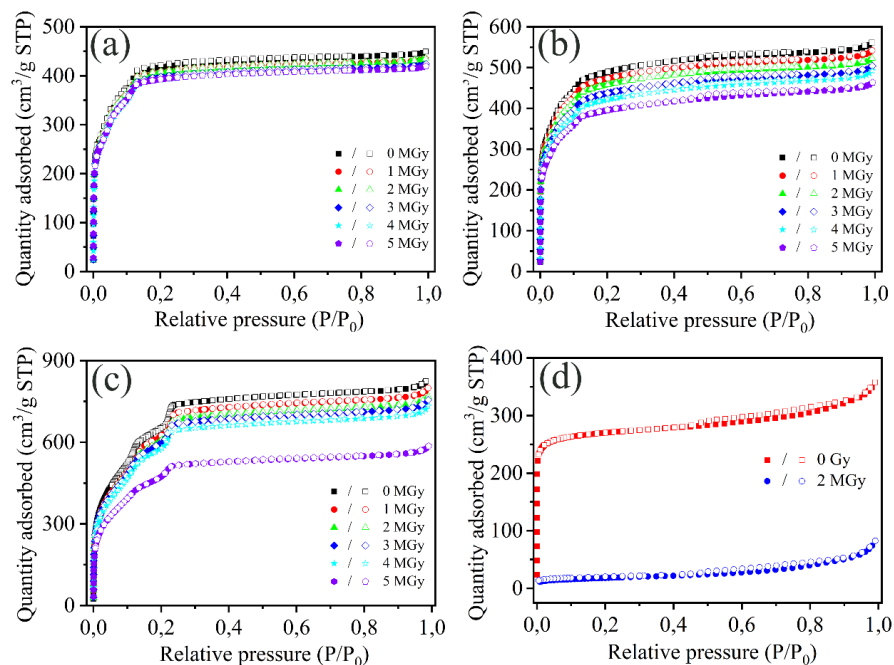 (a)
Quantity adsorbed (cm³/g STP)
500
400
300
200
100
0
0 MGy
1 MGy
2 MGy
3 MGy
4 MGy
5 MGy
0,0 0,2 0,4 0,6 0,8 1,0
Relative pressure (P/P₀)
(b)
Quantity adsorbed (cm³/g STP)
600
500
400
300
200
100
0
/ 0 MGy
/ 1 MGy
/ 2 MGy
/ 3 MGy
/ 4 MGy
/ 5 MGy
0,0 0,2 0,4 0,6 0,8 1,0
Relative pressure (P/P₀)
(c)
Quantity adsorbed (cm³/g STP)
900
600
300
0
/ 0 MGy
/ 1 MGy
/ 2 MGy
/ 3 MGy
/ 4 MGy
/ 5 MGy
0,0 0,2 0,4 0,6 0,8 1,0
Relative pressure (P/P₀)
(d)
Quantity adsorbed (cm³/g STP)
400
300
200
100
0
/ 0 Gy
/ 2 MGy
0,0 0,2 0,4 0,6 0,8 1,0
Relative pressure (P/P₀)